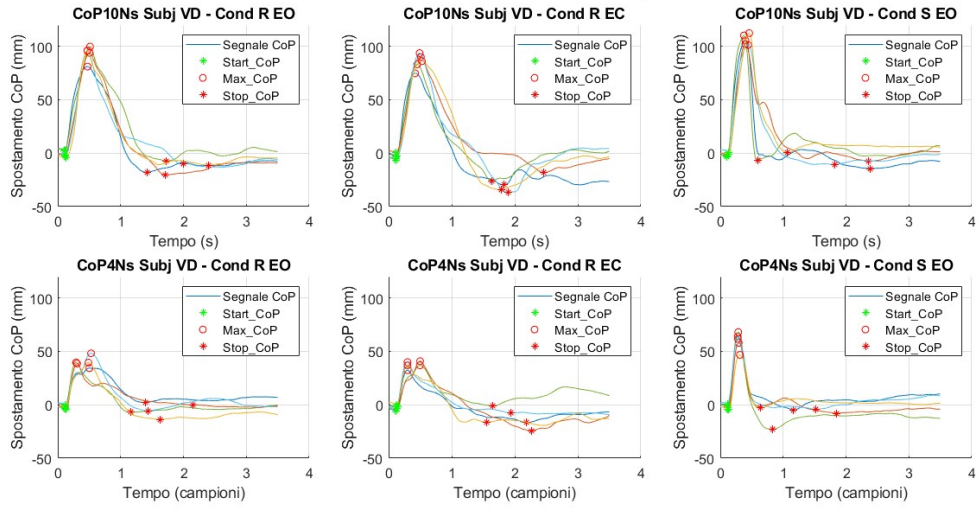 CoP10Ns Subj VD - Cond R EO
Spostamento CoP (mm)
100
50
0
-50
0 1 2 3 4
Tempo (s)
Segnale CoP
Start_CoP
Max_CoP
Stop_CoP
CoP10Ns Subj VD - Cond R EC
Spostamento CoP (mm)
100
50
0
-50
0 1 2 3 4
Tempo (s)
Segnale CoP
Start_CoP
Max_CoP
Stop_CoP
CoP10Ns Subj VD - Cond S EO
Spostamento CoP (mm)
100
50
0
-50
0 1 2 3 4
Tempo (s)
Segnale CoP
Start_CoP
Max_CoP
Stop_CoP
CoP4Ns Subj VD - Cond R EO
Spostamento CoP (mm)
100
50
0
-50
0 1 2 3 4
Tempo (campioni)
Segnale CoP
Start_CoP
Max_CoP
Stop_CoP
CoP4Ns Subj VD - Cond R EC
Spostamento CoP (mm)
100
50
0
-50
0 1 2 3 4
Tempo (campioni)
Segnale CoP
Start_CoP
Max_CoP
Stop_CoP
CoP4Ns Subj VD - Cond S EO
Spostamento CoP (mm)
100
50
0
-50
0 1 2 3 4
Tempo (campioni)
Segnale CoP
Start_CoP
Max_CoP
Stop_CoP